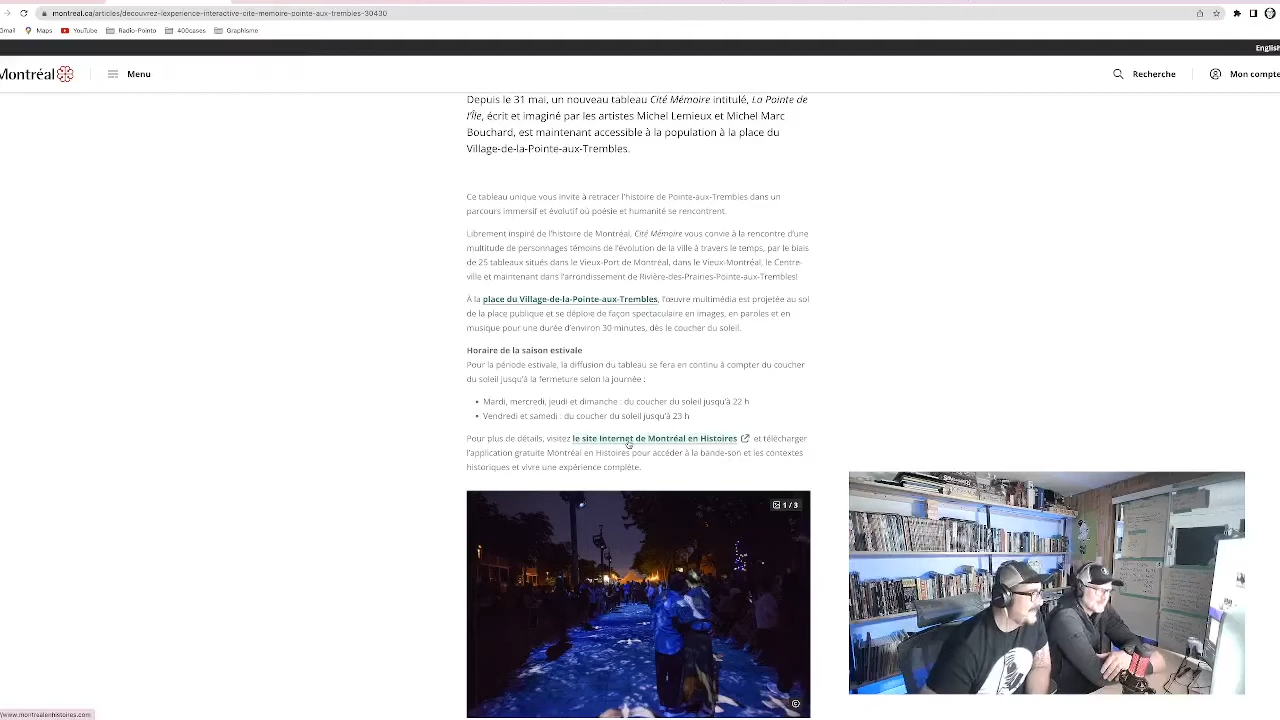 montreal.ca/articles/decouvrez-lexperience-interactive-cite-memoire-pointe-aux-trembles-30430
Gmail Maps YouTube Radio-Pointo 400cases Graphisme
English
Montréal Menu Recherche Mon compte
Depuis le 31 mai, un nouveau tableau Cité Mémoire intitulé, La Pointe de
l'Île, écrit et imaginé par les artistes Michel Lemieux et Michel Marc
Bouchard, est maintenant accessible à la population à la place du
Village-de-la-Pointe-aux-Trembles.
Ce tableau unique vous invite à retracer l'histoire de Pointe-aux-Trembles dans un
parcours immersif et évolutif où poésie et humanité se rencontrent.
Librement inspiré de l'histoire de Montréal, Cité Mémoire vous convie à la rencontre d'une
multitude de personnages témoins de l'évolution de la ville à travers le temps, par le biais
de 25 tableaux situés dans le Vieux-Port de Montréal, dans le Vieux-Montréal, le Centre-
ville et maintenant dans l'arrondissement de Rivière-des-Prairies-Pointe-aux-Trembles!
À la place du Village-de-la-Pointe-aux-Trembles, l'œuvre multimédia est projetée au sol
de la place publique et se déploie de façon spectaculaire en images, en paroles et en
musique pour une durée d'environ 30 minutes, dès le coucher du soleil.
Horaire de la saison estivale
Pour la période estivale, la diffusion du tableau se fera en continu à compter du coucher
du soleil jusqu'à la fermeture selon la journée :
• Mardi, mercredi, jeudi et dimanche : du coucher du soleil jusqu'à 22 h
• Vendredi et samedi : du coucher du soleil jusqu'à 23 h
Pour plus de détails, visitez le site Internet de Montréal en Histoires et télécharger
l'application gratuite Montréal en Histoires pour accéder à la bande-son et les contextes
historiques et vivre une expérience complète.
1 / 3
©
/www.montrealenhistoires.com